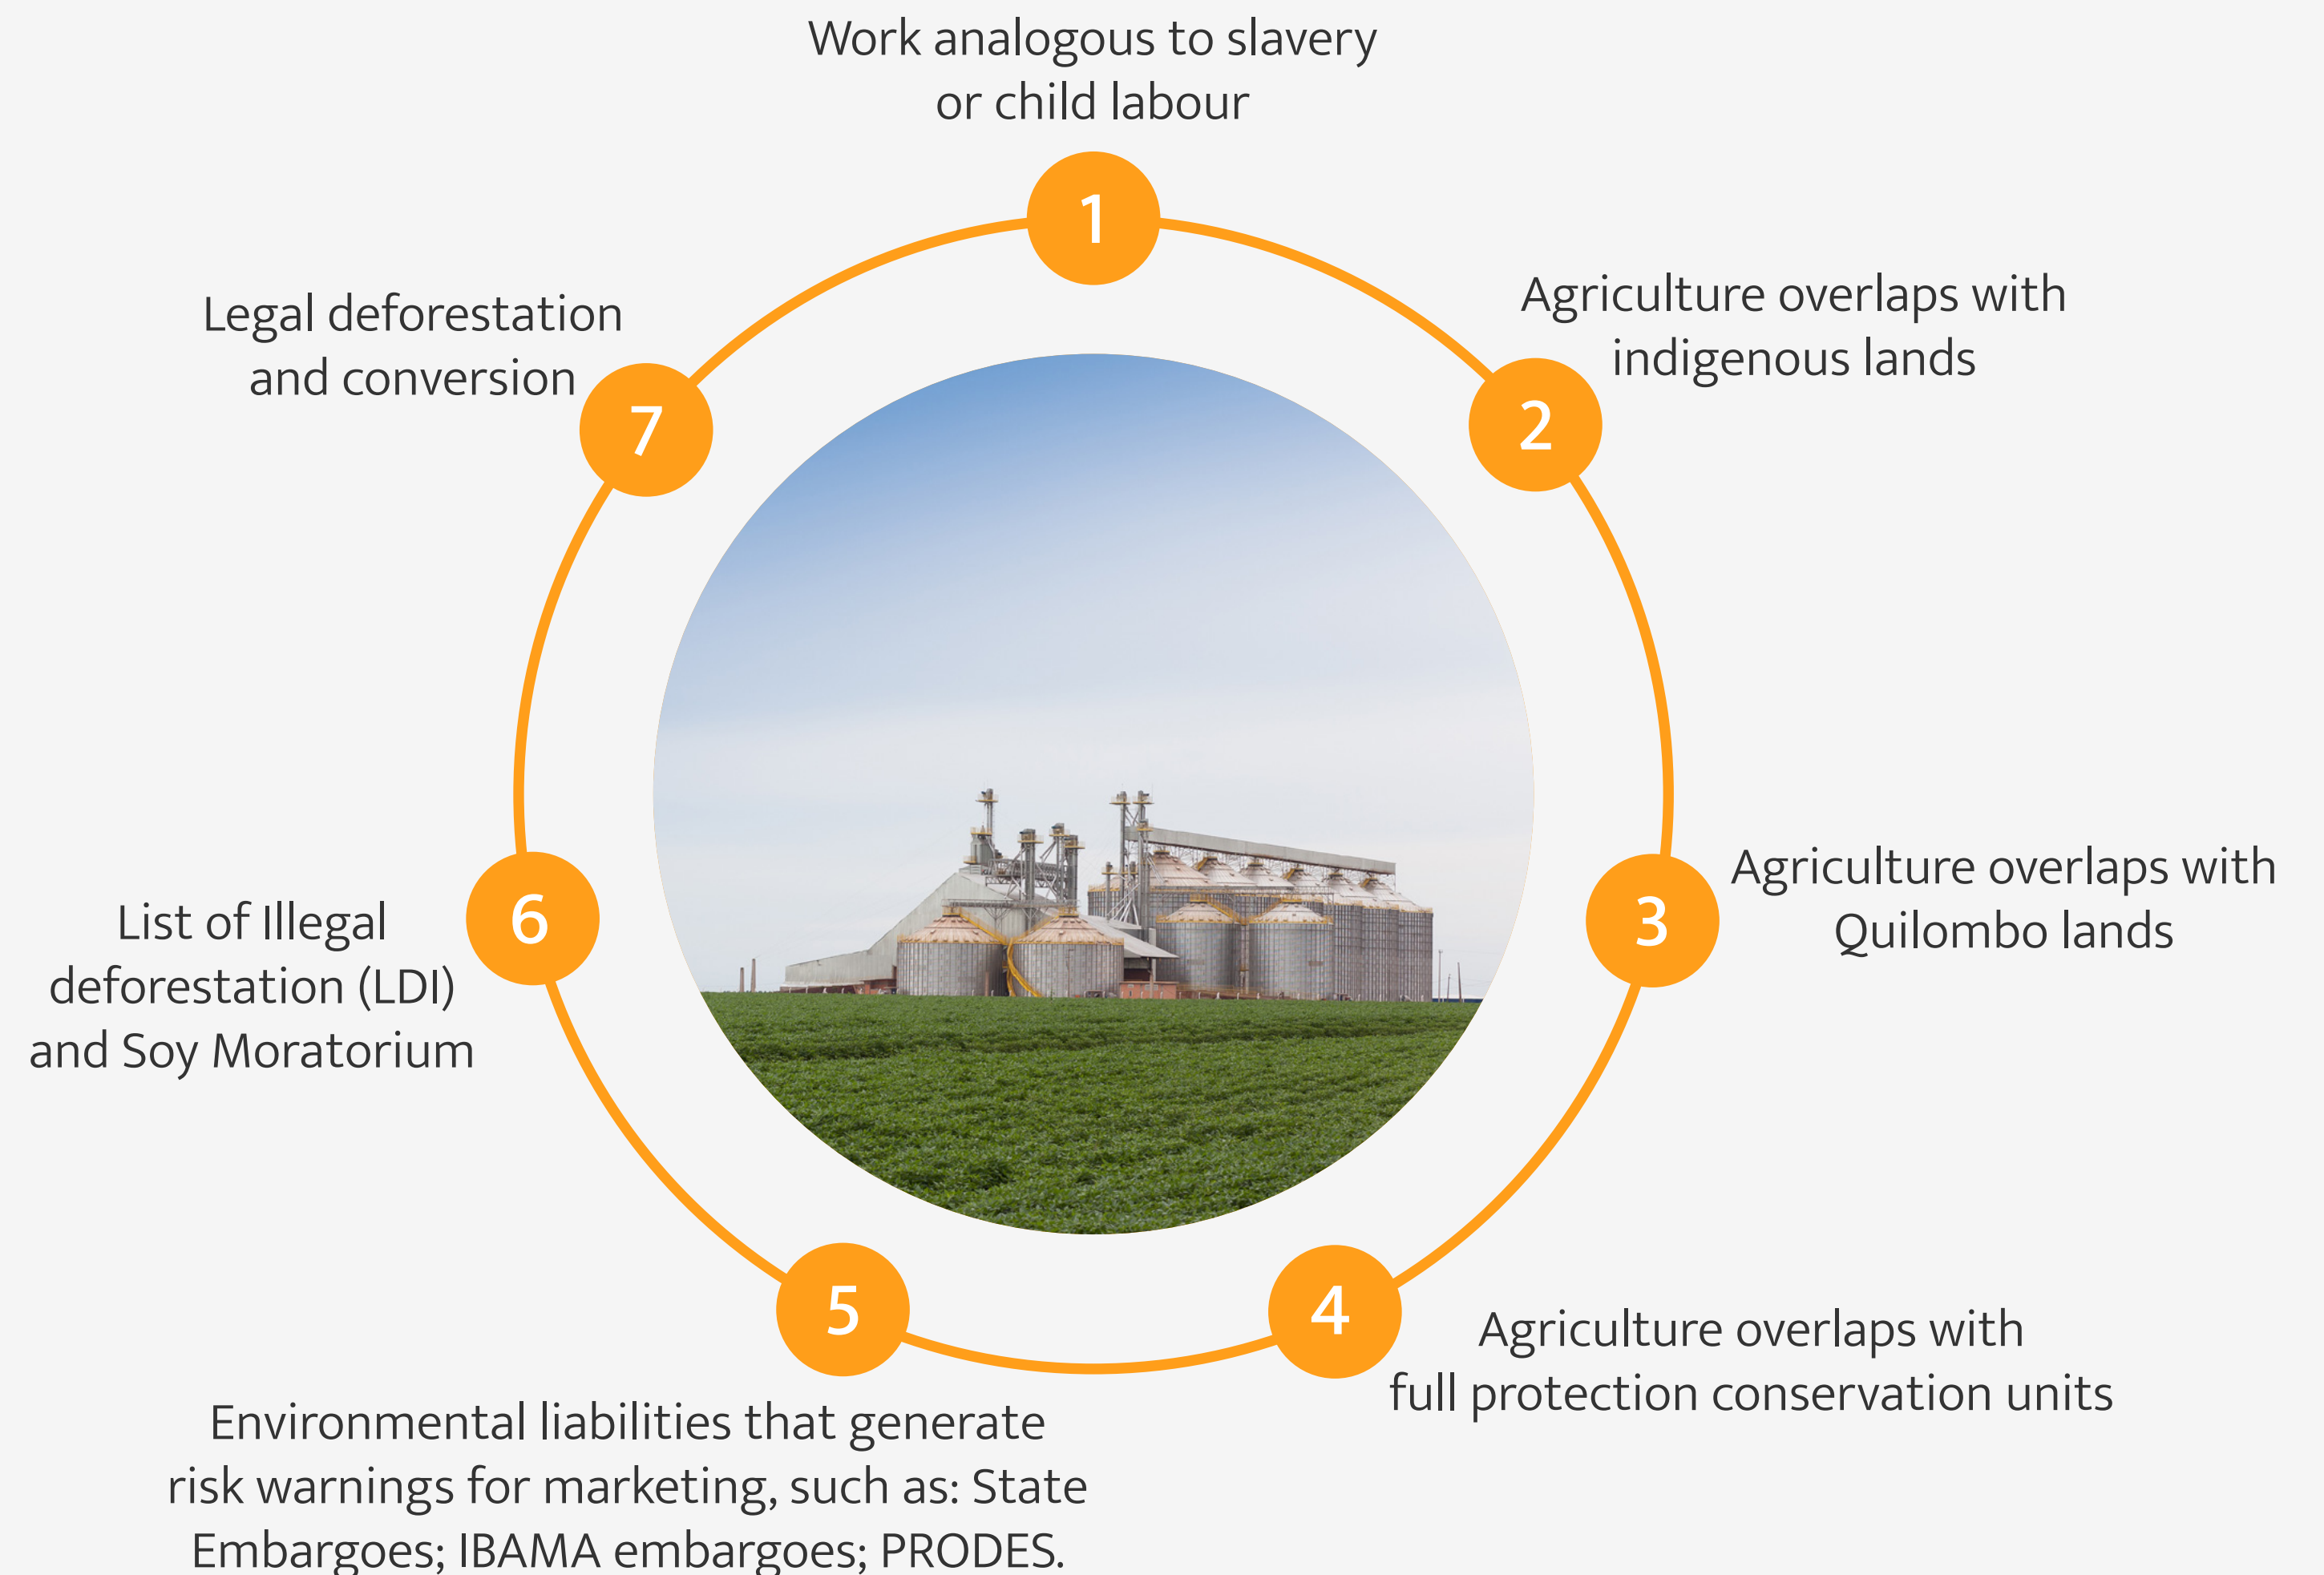 Work analogous to slavery
or child labour
1
Agriculture overlaps with
indigenous lands
2
Agriculture overlaps with
Quilombo lands
3
Agriculture overlaps with
full protection conservation units
4
5
Environmental liabilities that generate
risk warnings for marketing, such as: State
Embargoes; IBAMA embargoes; PRODES.
6
List of Illegal
deforestation (LDI)
and Soy Moratorium
7
Legal deforestation
and conversion